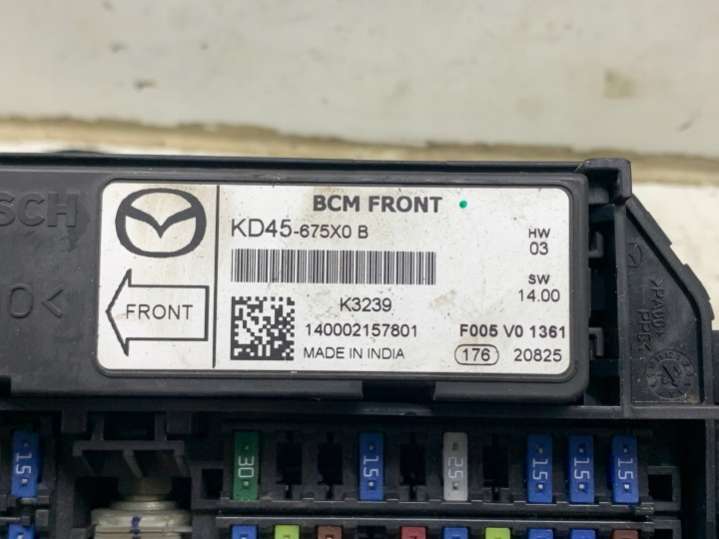 BCM FRONT
KD45-675X0 B
HW
03
SW
14.00
FRONT
K3239
140002157801
MADE IN INDIA
F005 V0 1361
176 20825
15
30
15
25
15
15
15